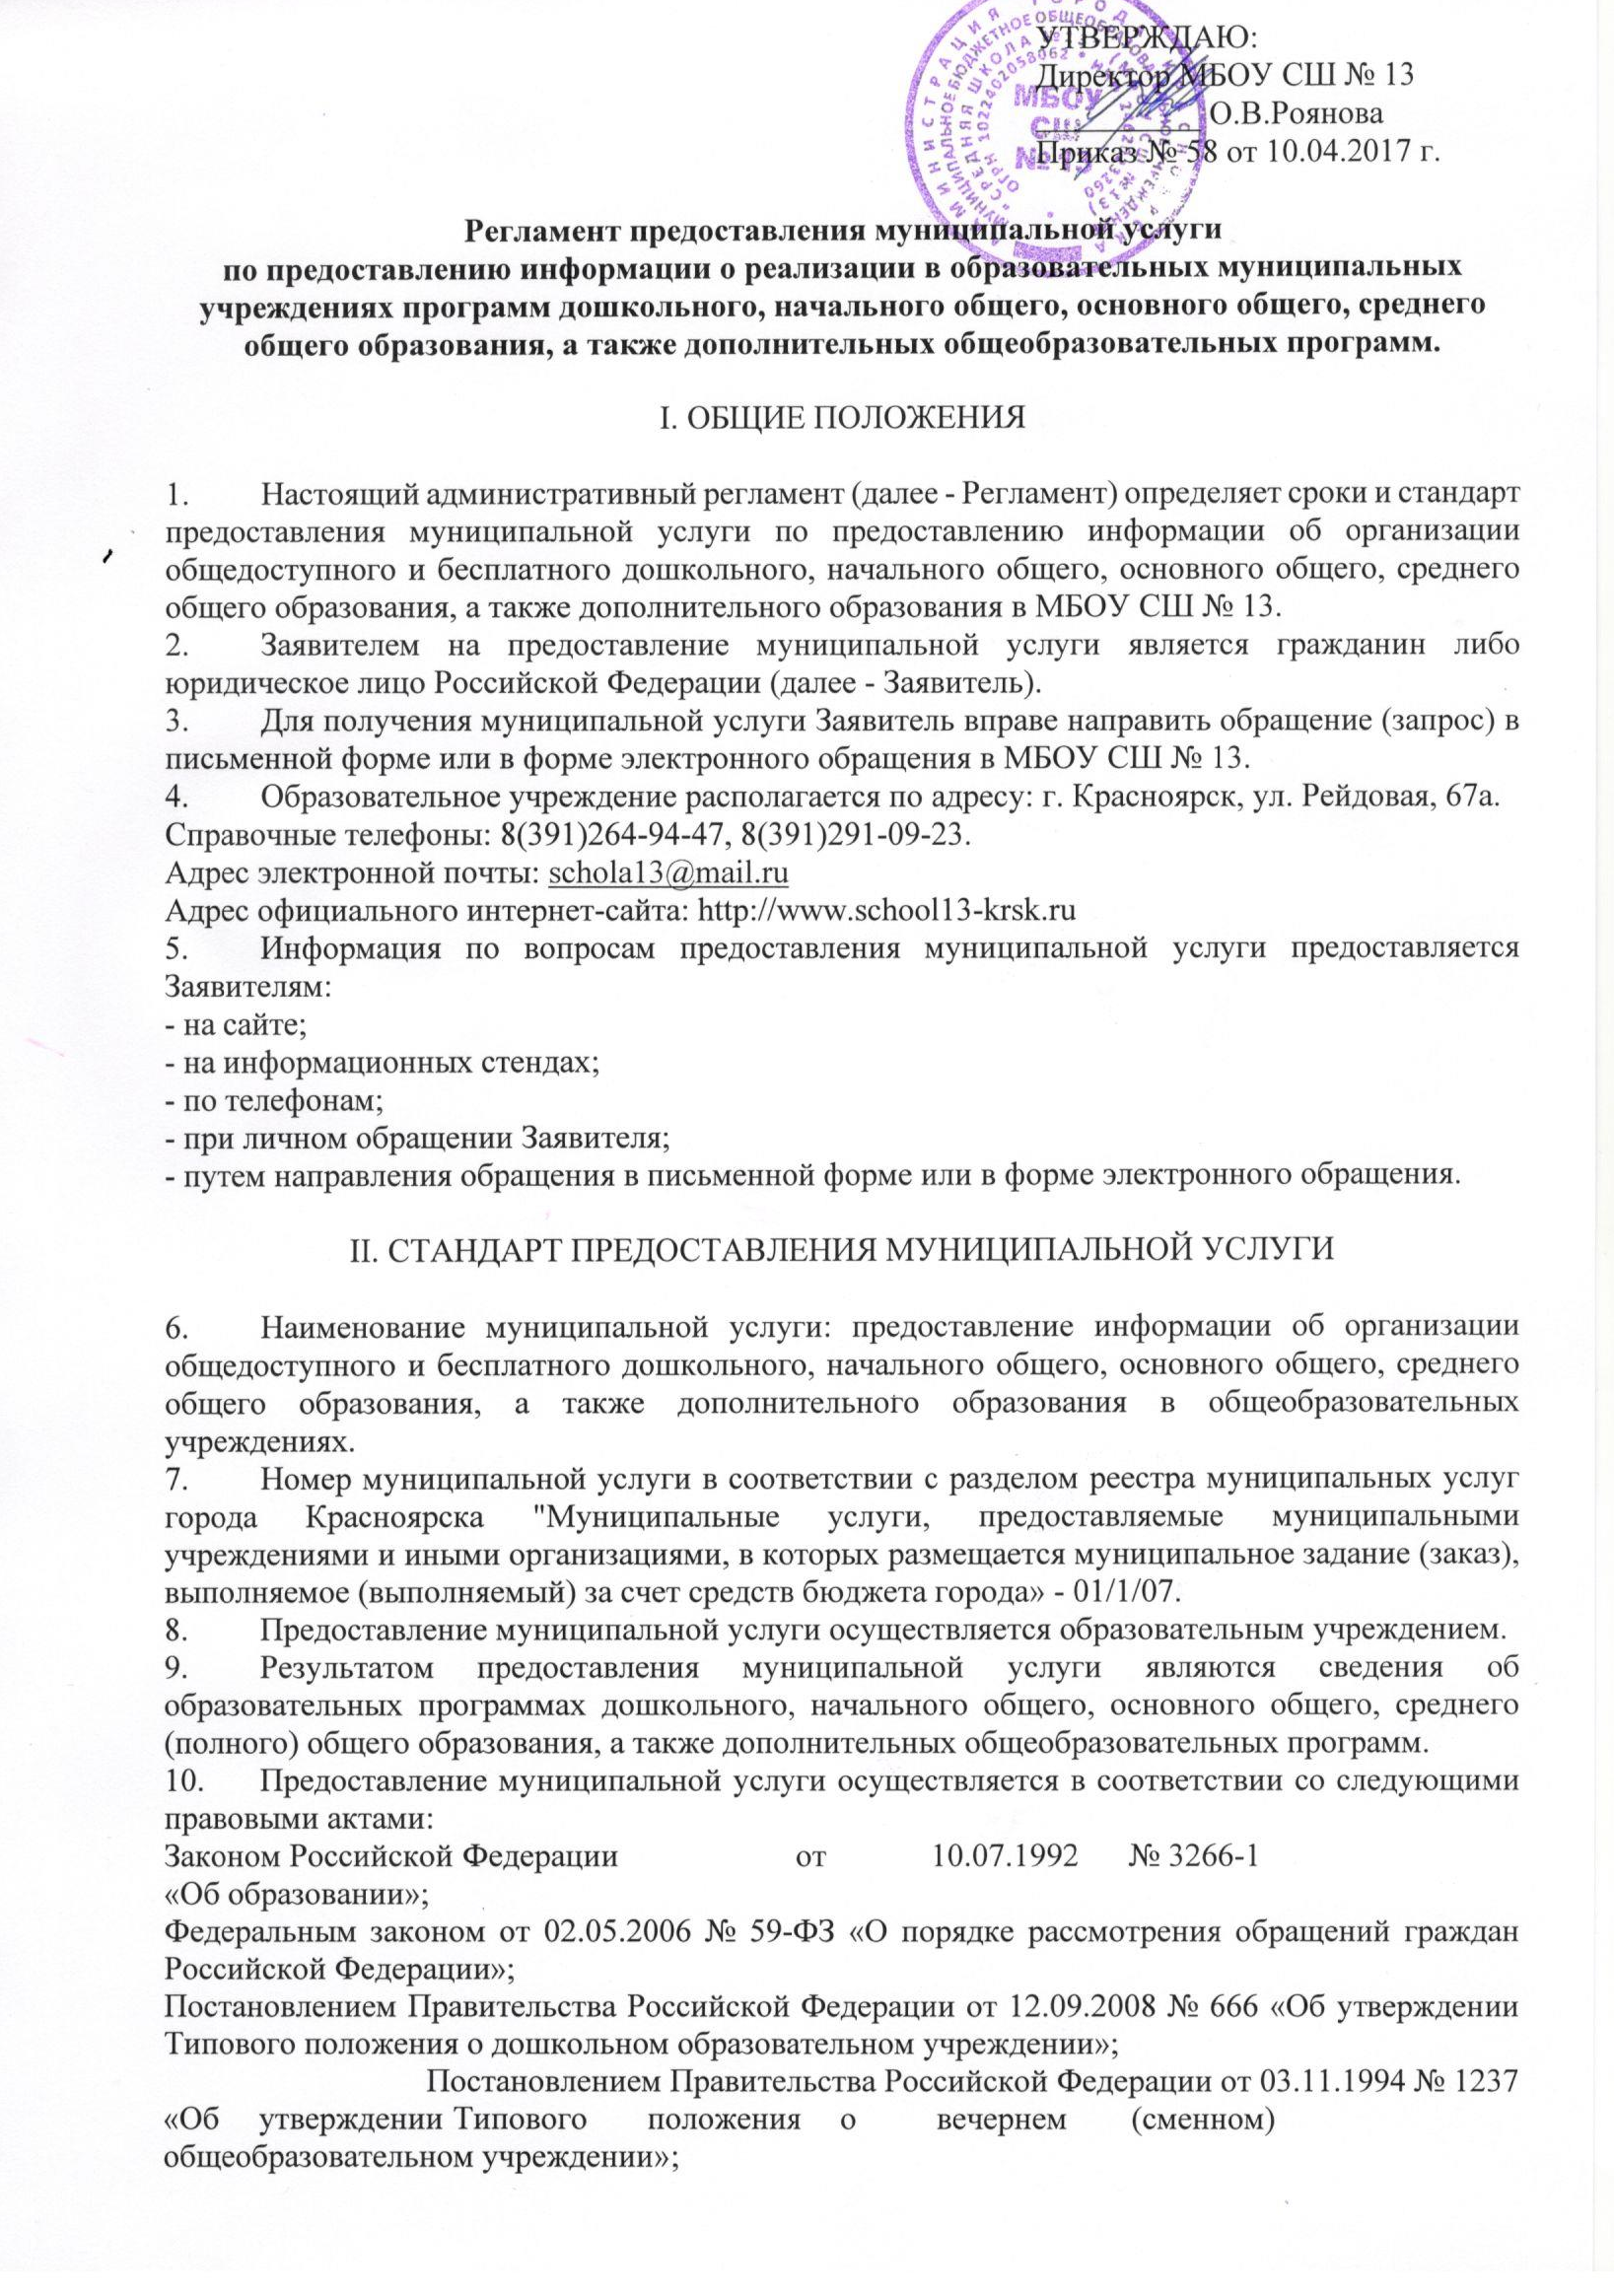 УТВЕРЖДАЮ:
Директор МБОУ СШ № 13
О.В.Роянова
Приказ № 58 от 10.04.2017 г.
МБОУ
СШ
№ 13
Регламент предоставления муниципальной услуги
по предоставлению информации о реализации в образовательных муниципальных
учреждениях программ дошкольного, начального общего, основного общего, среднего
общего образования, а также дополнительных общеобразовательных программ.
I. ОБЩИЕ ПОЛОЖЕНИЯ
1. Настоящий административный регламент (далее - Регламент) определяет сроки и стандарт
предоставления муниципальной услуги по предоставлению информации об организации
общедоступного и бесплатного дошкольного, начального общего, основного общего, среднего
общего образования, а также дополнительного образования в МБОУ СШ № 13.
2. Заявителем на предоставление муниципальной услуги является гражданин либо
юридическое лицо Российской Федерации (далее - Заявитель).
3. Для получения муниципальной услуги Заявитель вправе направить обращение (запрос) в
письменной форме или в форме электронного обращения в МБОУ СШ № 13.
4. Образовательное учреждение располагается по адресу: г. Красноярск, ул. Рейдовая, 67а.
Справочные телефоны: 8(391)264-94-47, 8(391)291-09-23.
Адрес электронной почты: schola13@mail.ru
Адрес официального интернет-сайта: http://www.school13-krsk.ru
5. Информация по вопросам предоставления муниципальной услуги предоставляется
Заявителям:
- на сайте;
- на информационных стендах;
- по телефонам;
- при личном обращении Заявителя;
- путем направления обращения в письменной форме или в форме электронного обращения.
II. СТАНДАРТ ПРЕДОСТАВЛЕНИЯ МУНИЦИПАЛЬНОЙ УСЛУГИ
6. Наименование муниципальной услуги: предоставление информации об организации
общедоступного и бесплатного дошкольного, начального общего, основного общего, среднего
общего образования, а также дополнительного образования в общеобразовательных
учреждениях.
7. Номер муниципальной услуги в соответствии с разделом реестра муниципальных услуг
города Красноярска "Муниципальные услуги, предоставляемые муниципальными
учреждениями и иными организациями, в которых размещается муниципальное задание (заказ),
выполняемое (выполняемый) за счет средств бюджета города» - 01/1/07.
8. Предоставление муниципальной услуги осуществляется образовательным учреждением.
9. Результатом предоставления муниципальной услуги являются сведения об
образовательных программах дошкольного, начального общего, основного общего, среднего
(полного) общего образования, а также дополнительных общеобразовательных программ.
10. Предоставление муниципальной услуги осуществляется в соответствии со следующими
правовыми актами:
Законом Российской Федерации от 10.07.1992 № 3266-1
«Об образовании»;
Федеральным законом от 02.05.2006 № 59-ФЗ «О порядке рассмотрения обращений граждан
Российской Федерации»;
Постановлением Правительства Российской Федерации от 12.09.2008 № 666 «Об утверждении
Типового положения о дошкольном образовательном учреждении»;
Постановлением Правительства Российской Федерации от 03.11.1994 № 1237
«Об утверждении Типового положения о вечернем (сменном)
общеобразовательном учреждении»;